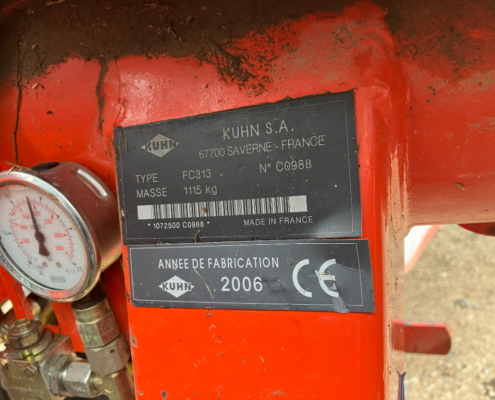 KUHN S.A.
KUHN
67700 SAVERNE - FRANCE
TYPE FC313 N° C0988
MASSE 1115 kg
* 1072500 C0988 * MADE IN FRANCE
ANNEE DE FABRICATION
KUHN 2006 CE